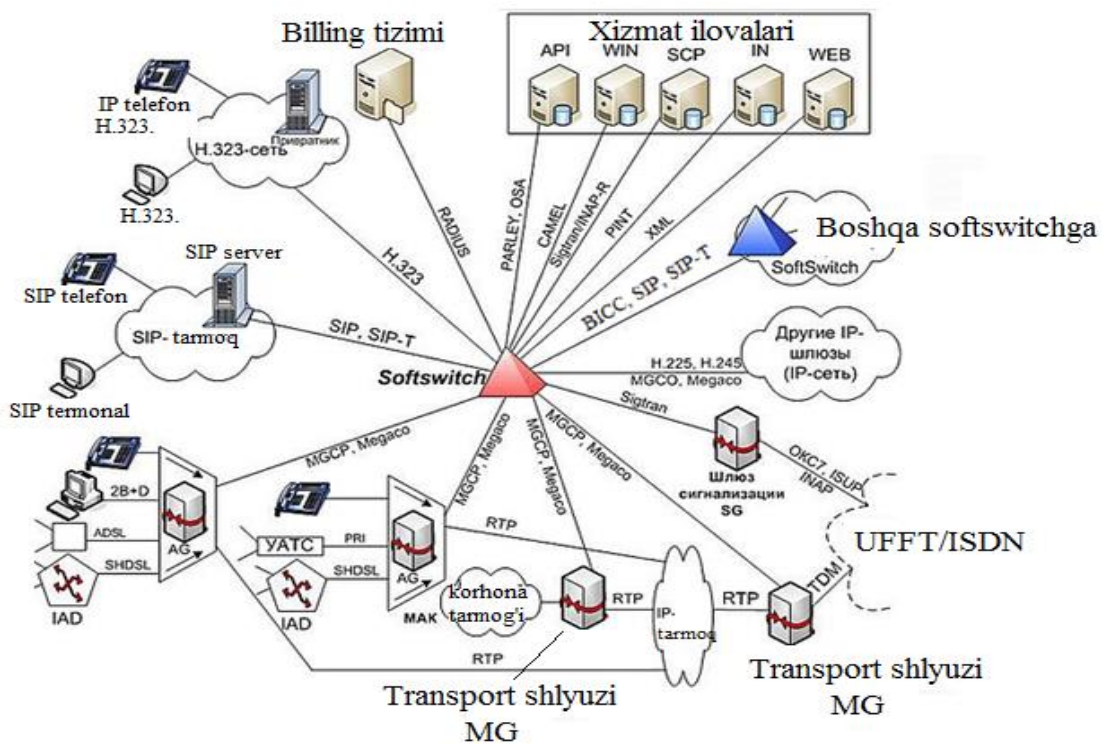 Billing tizimi
Xizmat ilovalari
API
WIN
SCP
IN
WEB
IP telefon
H.323.
Привратник
H.323-сеть
H.323.
RADIUS
H.323
PARLEY, OSA
CAMEL
Sigtran/INAP-R
PINT
XML
BICC, SIP, SIP-T
Boshqa softswitchga
SoftSwitch
SIP server
SIP telefon
SIP- tarmoq
SIP termonal
SIP, SIP-T
Softswitch
H.225, H.245
MGCO, Megaco
Другие IP-
шлюзы
(IP-сеть)
Sigtran
Шлюз
сигнализации
SG
ОКС7, ISUP
INAP
UFFT/ISDN
MGCP, Megaco
MGCP, Megaco
MGCP, Megaco
MGCP, Megaco
2B+D
ADSL
SHDSL
AG
IAD
УАТС
PRI
SHDSL
AG
IAD
МАК
RTP
korhona
tarmog'i
RTP
IP-
tarmoq
RTP
TDM
RTP
Transport shlyuzi
MG
Transport shlyuzi
MG